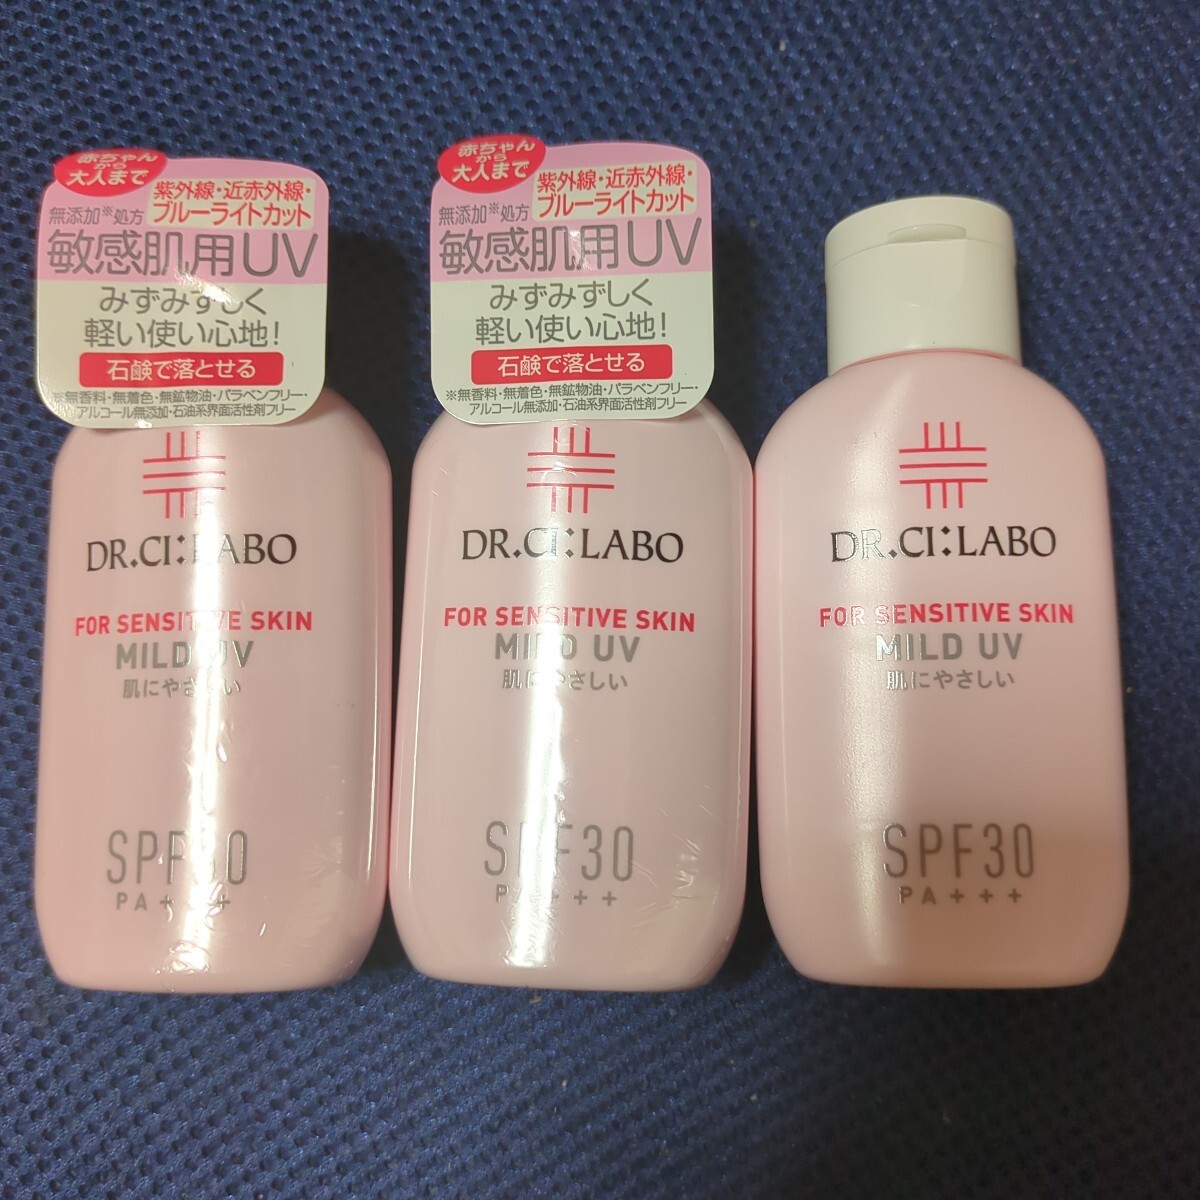 赤ちゃん
から
大人まで
紫外線・近赤外線・
ブルーライトカット
無添加※処方
敏感肌用UV
みずみずしく
軽い使い心地！
石鹸で落とせる
※無香料・無着色・無鉱物油・パラベンフリー・
アルコール無添加・石油系界面活性剤フリー
DR.CI:LABO
FOR SENSITIVE SKIN
MILD UV
肌にやさしい
SPF30
PA+++
赤ちゃん
から
大人まで
紫外線・近赤外線・
ブルーライトカット
無添加※処方
敏感肌用UV
みずみずしく
軽い使い心地！
石鹸で落とせる
※無香料・無着色・無鉱物油・パラベンフリー・
アルコール無添加・石油系界面活性剤フリー
DR.CI:LABO
FOR SENSITIVE SKIN
MILD UV
肌にやさしい
SPF30
PA+++
DR.CI:LABO
FOR SENSITIVE SKIN
MILD UV
肌にやさしい
SPF30
PA+++